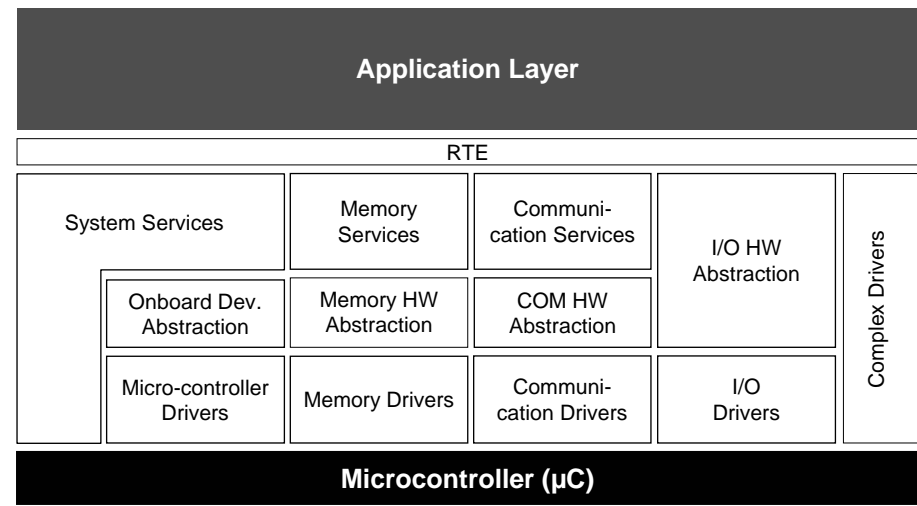 Application Layer
RTE
System Services
Memory
Services
Communi-
cation Services
I/O HW
Abstraction
Complex Drivers
Onboard Dev.
Abstraction
Memory HW
Abstraction
COM HW
Abstraction
Micro-controller
Drivers
Memory Drivers
Communi-
cation Drivers
I/O
Drivers
Microcontroller (µC)